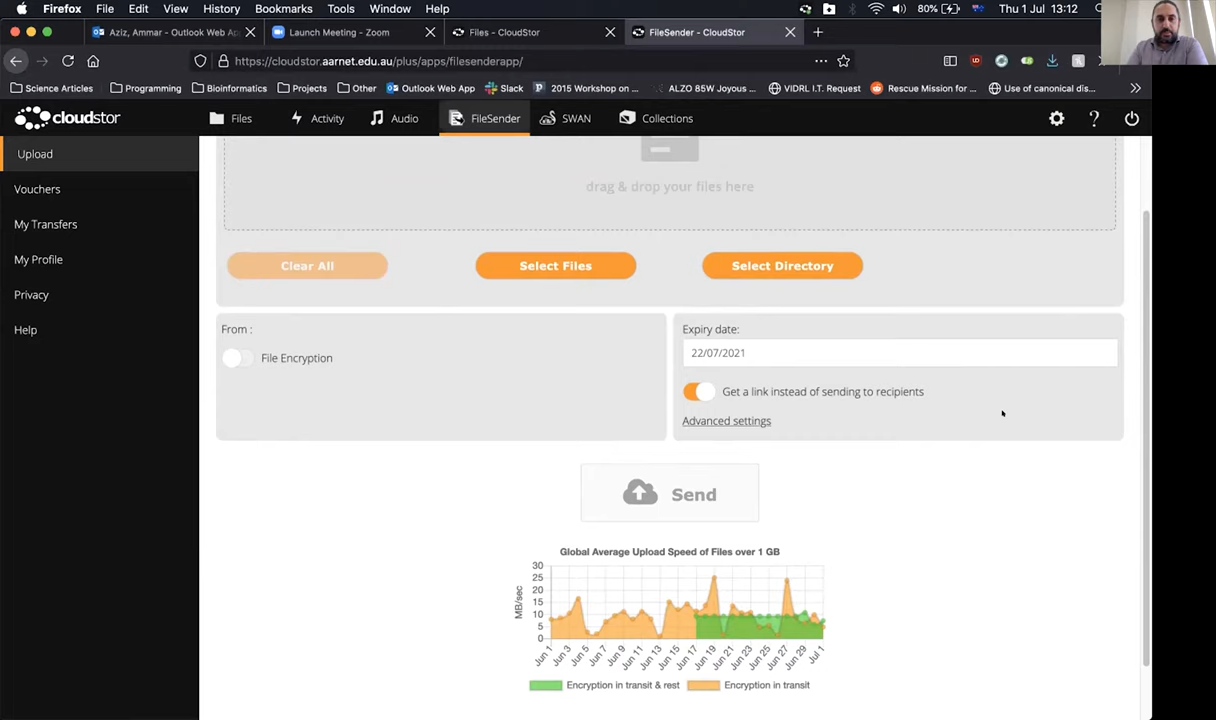 Firefox File Edit View History Bookmarks Tools Window Help 80% Thu 1 Jul 13:12
Aziz, Ammar - Outlook Web Ap Launch Meeting - Zoom Files - CloudStor FileSender - CloudStor
https://cloudstor.aarnet.edu.au/plus/apps/filesenderapp/
Science Articles Programming Bioinformatics Projects Other Outlook Web App Slack 2015 Workshop on ... ALZO 85W Joyous ... VIDRL I.T. Request Rescue Mission for ... Use of canonical dis...
cloudstor Files Activity Audio FileSender SWAN Collections
Upload
Vouchers
My Transfers
My Profile
Privacy
Help
drag & drop your files here
Clear All Select Files Select Directory
From :
File Encryption
Expiry date:
22/07/2021
Get a link instead of sending to recipients
Advanced settings
Send
Global Average Upload Speed of Files over 1 GB
MB/sec
30
25
20
15
10
5
0
Jun 1 Jun 3 Jun 5 Jun 7 Jun 9 Jun 11 Jun 13 Jun 15 Jun 17 Jun 19 Jun 21 Jun 23 Jun 25 Jun 27 Jun 29 Jul 1
Encryption in transit & rest Encryption in transit